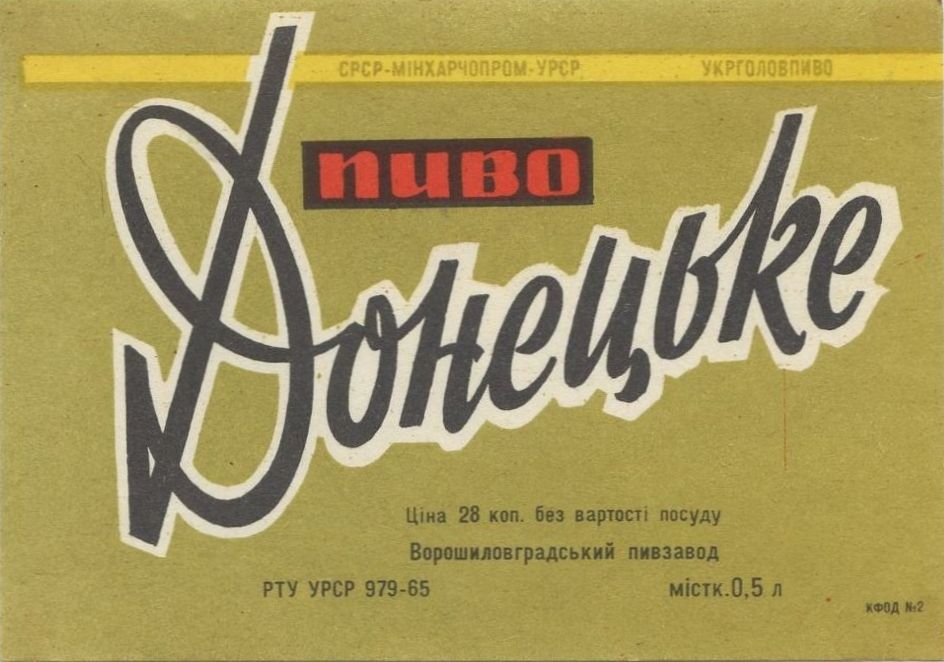 СРСР-МІНХАРЧОПРОМ-УРСР УКРГОЛОВПИВО
пиво
Донецьке
Ціна 28 коп. без вартості посуду
Ворошиловградський пивзавод
РТУ УРСР 979-65 містк.0,5 л
КФОД №2